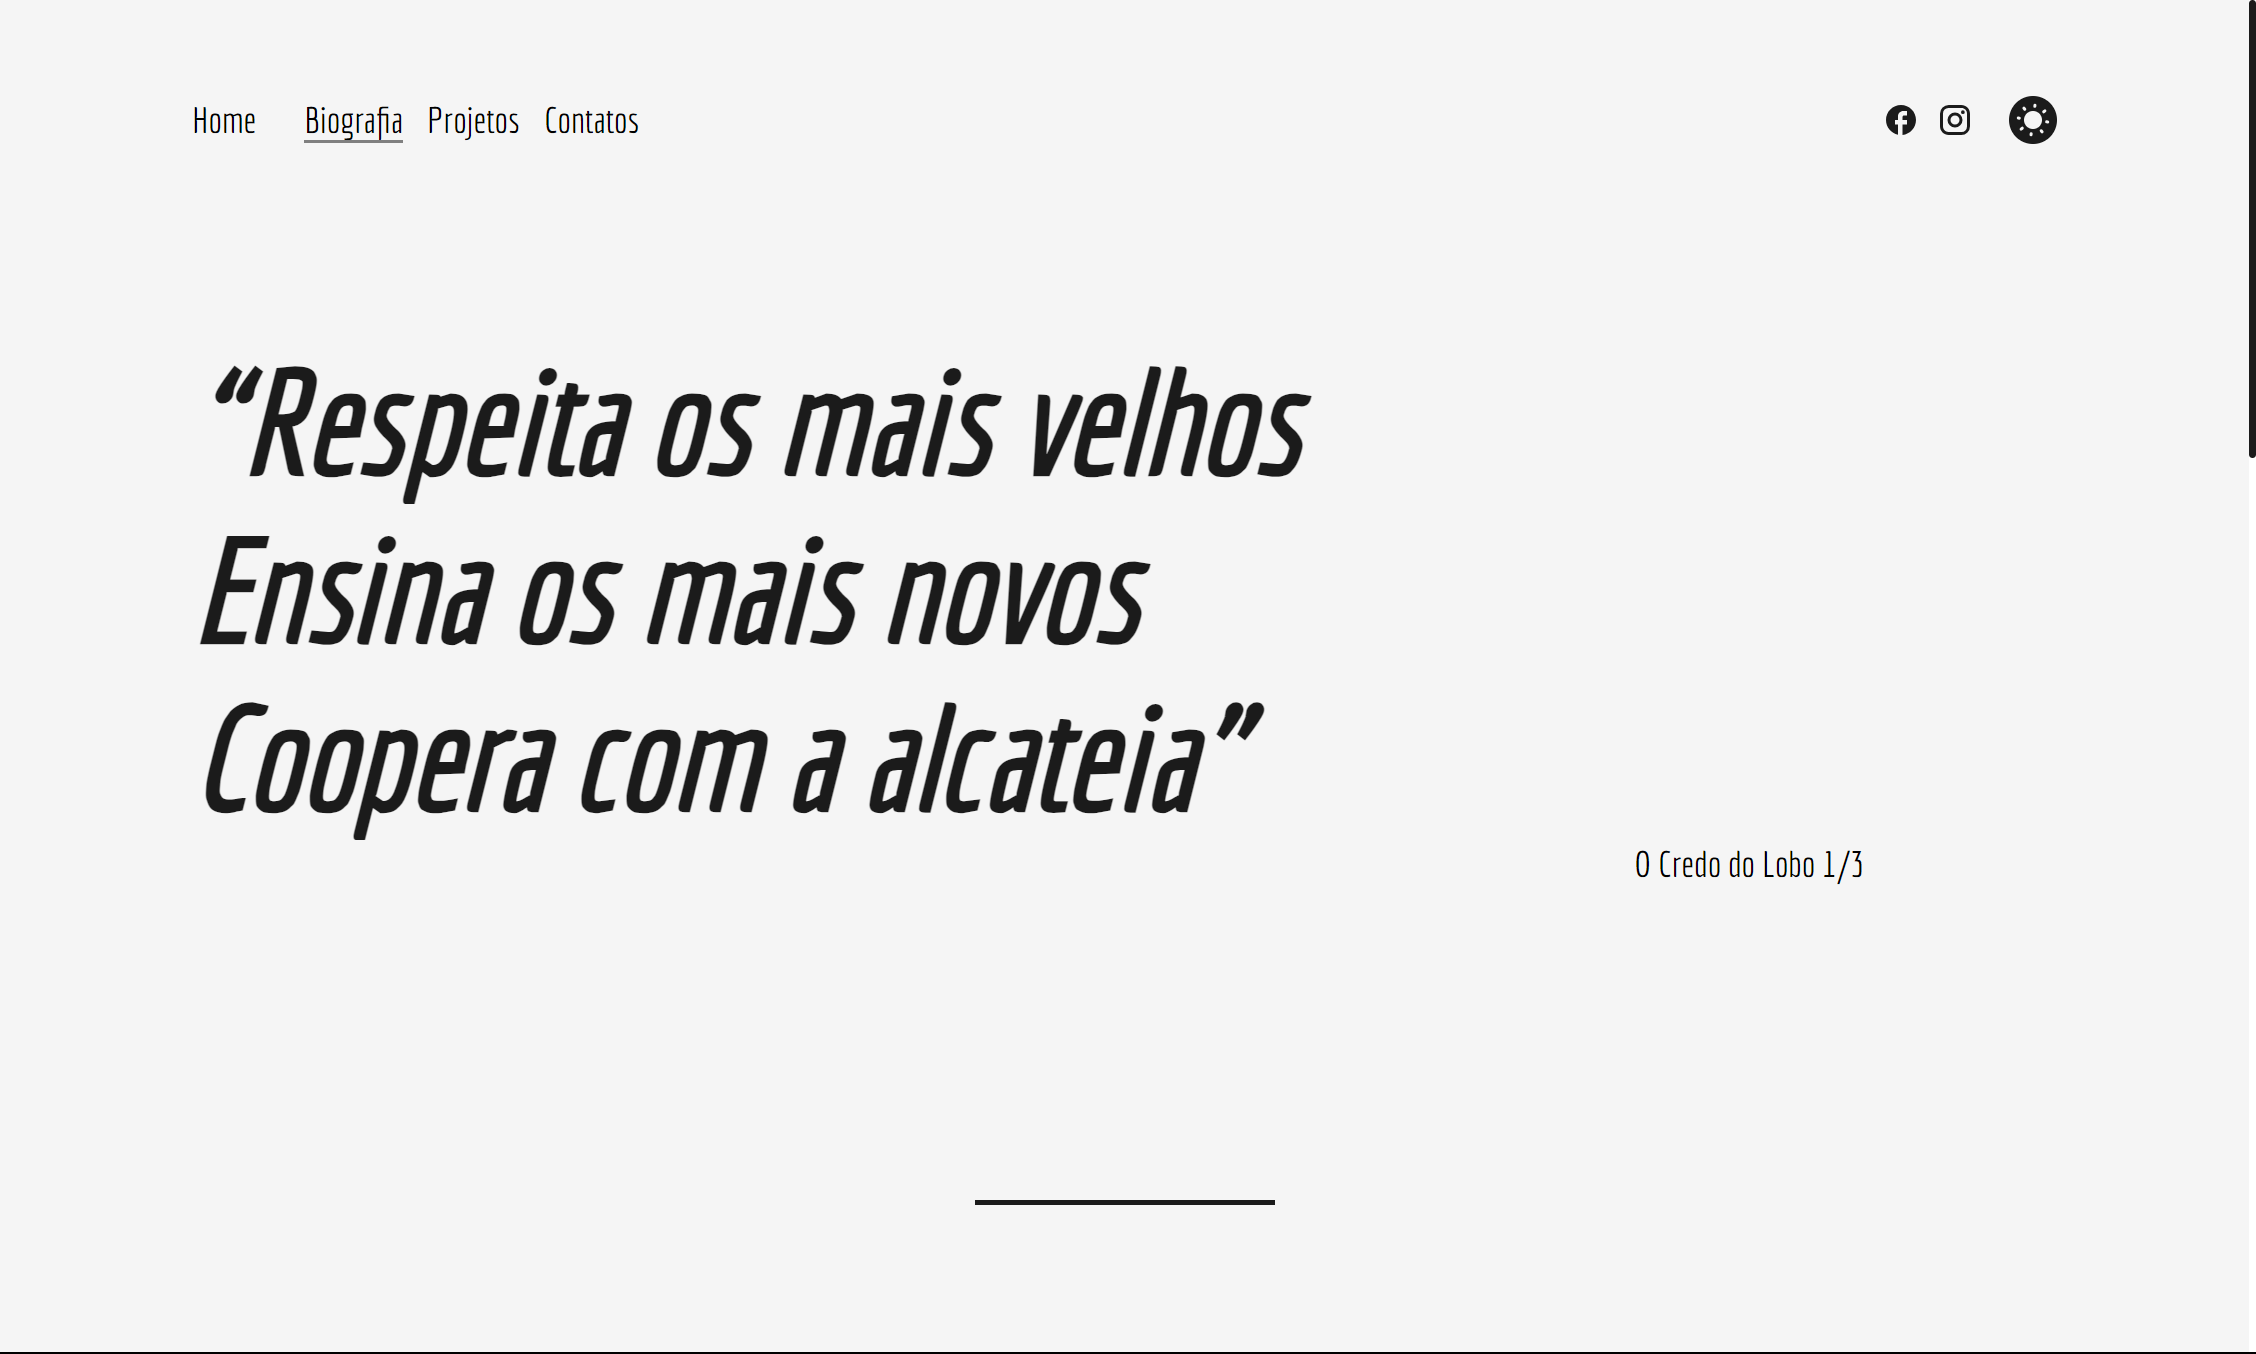 Home Biografia Projetos Contatos
“Respeita os mais velhos
Ensina os mais novos
Coopera com a alcateia”
O Credo do Lobo 1/3